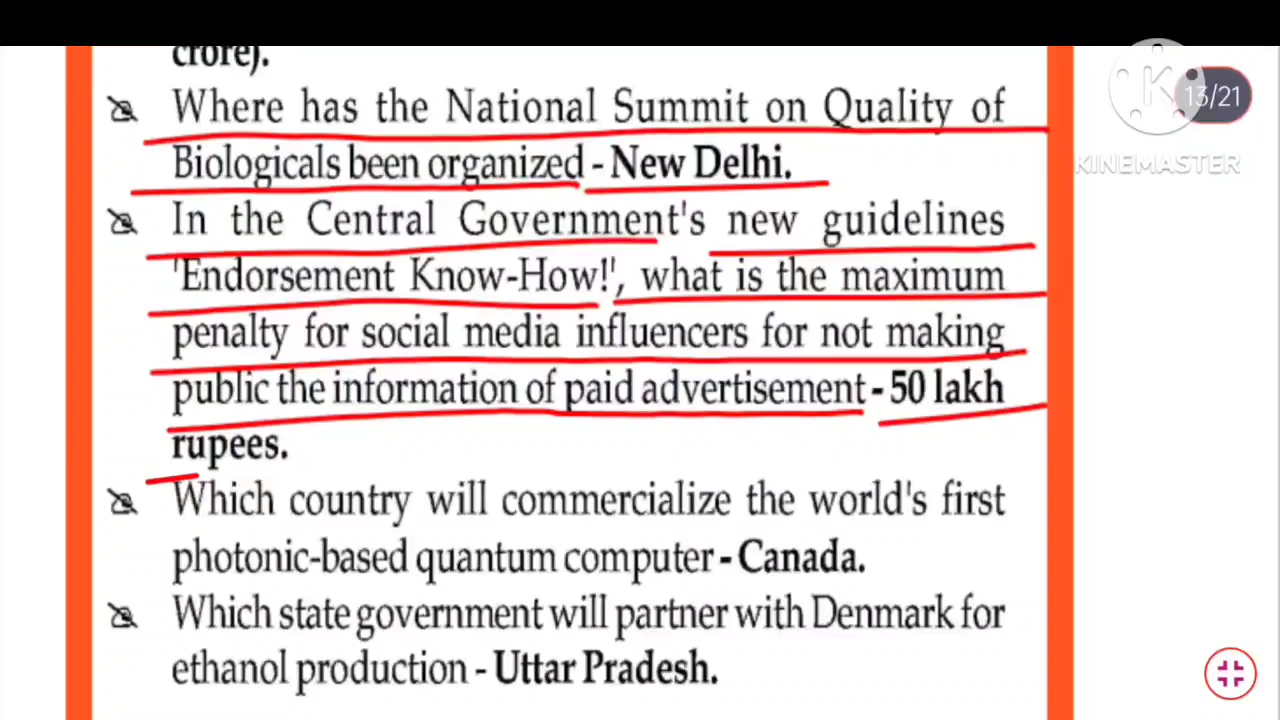 crore).
13/21
KINEMASTER
Where has the National Summit on Quality of
Biologicals been organized - New Delhi.
In the Central Government's new guidelines
'Endorsement Know-How!', what is the maximum
penalty for social media influencers for not making
public the information of paid advertisement - 50 lakh
rupees.
Which country will commercialize the world's first
photonic-based quantum computer - Canada.
Which state government will partner with Denmark for
ethanol production - Uttar Pradesh.